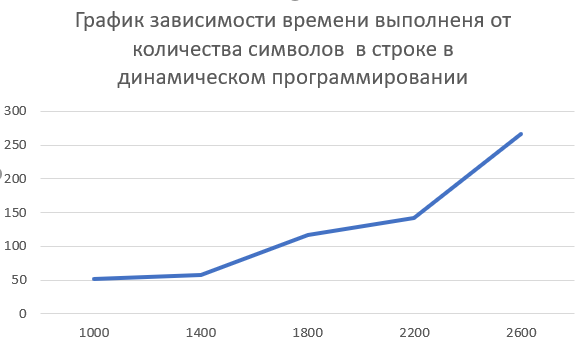 График зависимости времени выполненя от
количества символов в строке в
динамическом программировании
300
250
200
150
100
50
0
1000 1400 1800 2200 2600